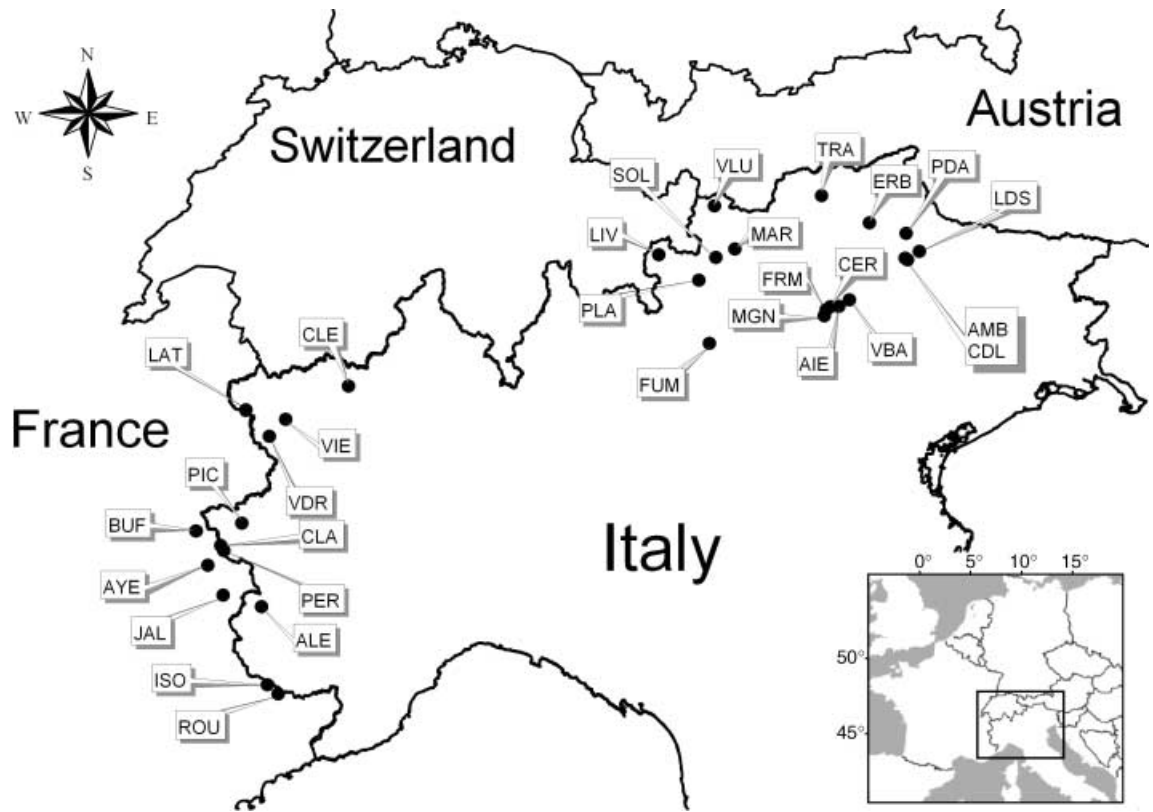 N
W E
S
Switzerland
Austria
France
Italy
SOL
VLU
TRA
ERB
PDA
LDS
LIV
MAR
FRM
CER
PLA
MGN
AIE
VBA
AMB
CDL
FUM
CLE
LAT
VIE
VDR
PIC
BUF
CLA
AYE
PER
JAL
ALE
ISO
ROU
0° 5° 10° 15°
50°
45°